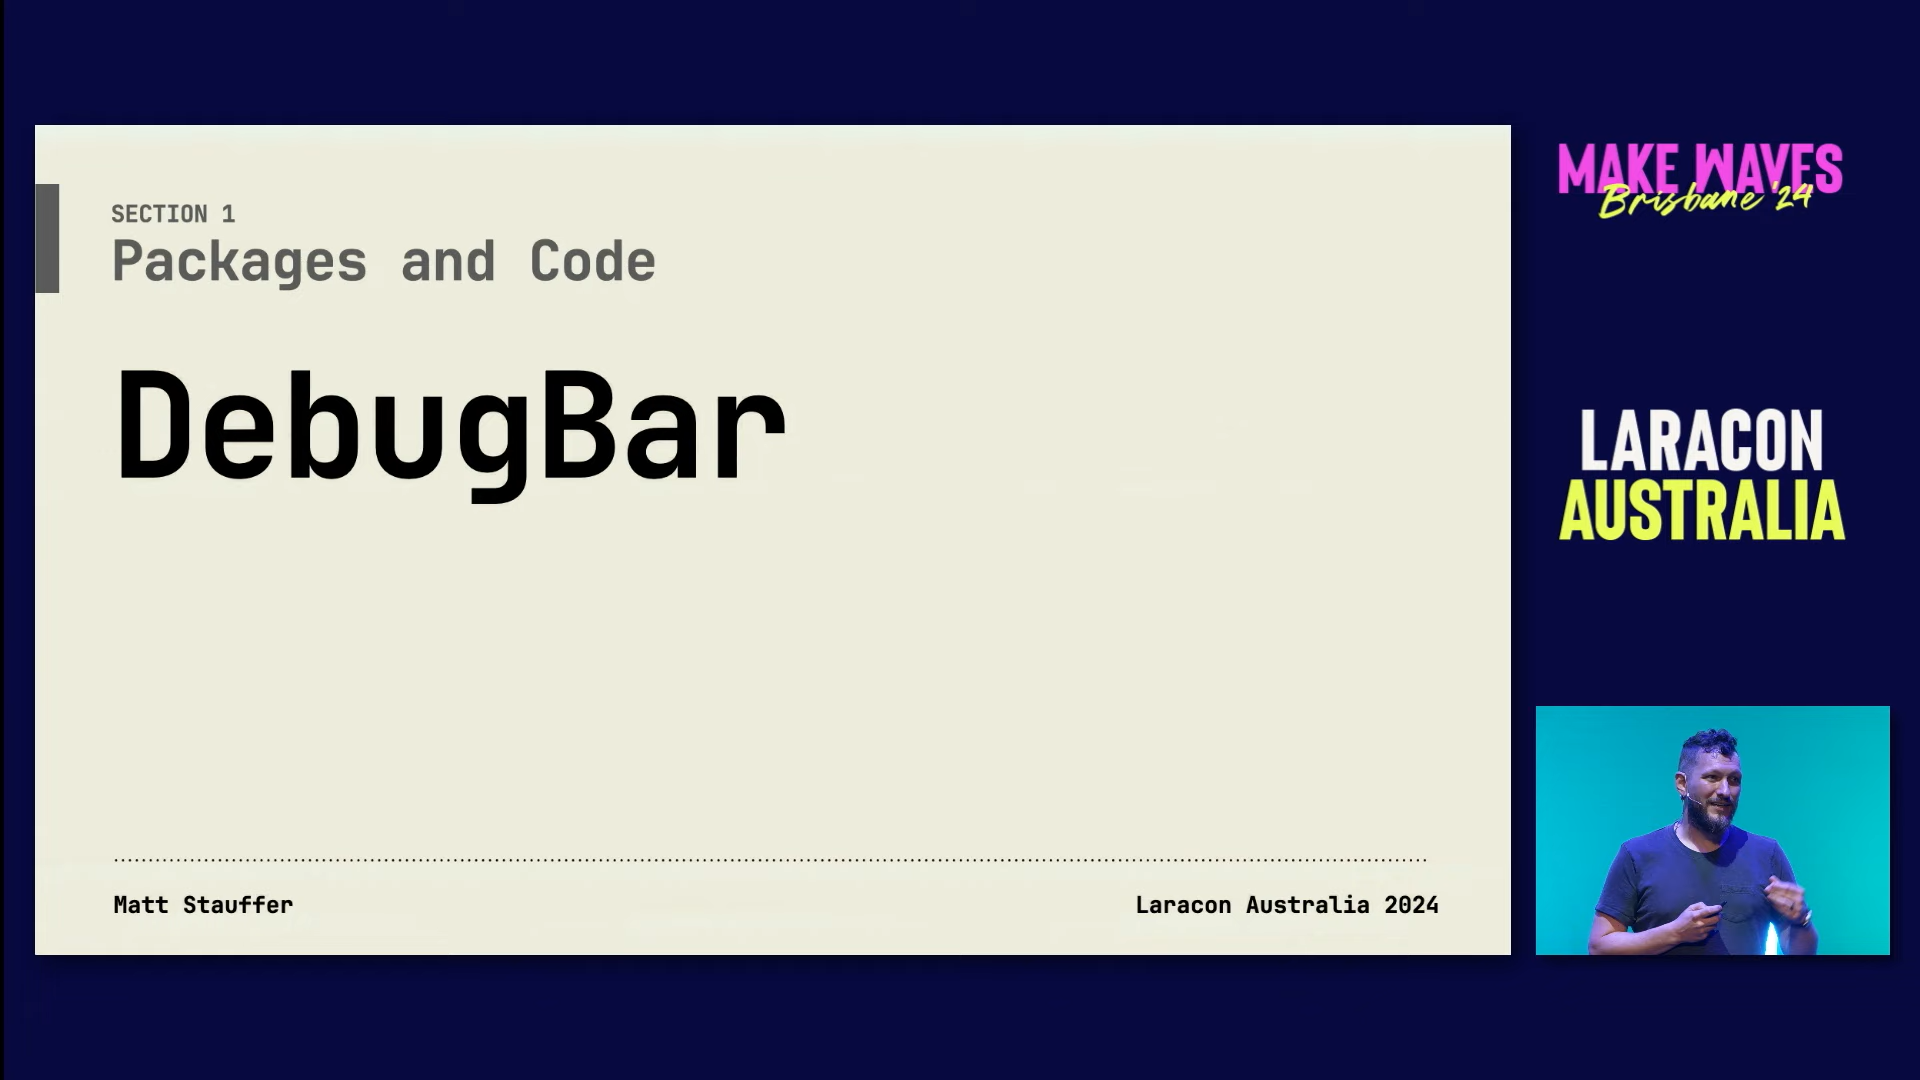 SECTION 1
Packages and Code
DebugBar
Matt Stauffer
Laracon Australia 2024
MAKE WAVES
Brisbane '24
LARACON
AUSTRALIA